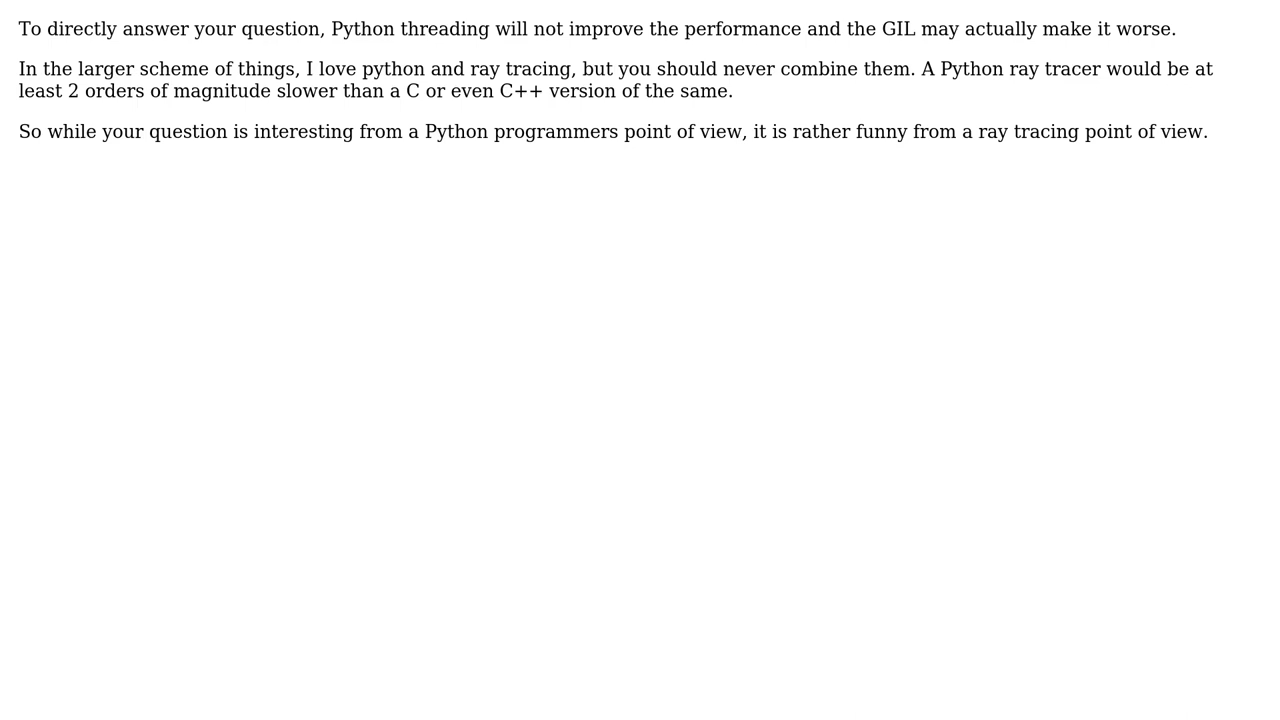 To directly answer your question, Python threading will not improve the performance and the GIL may actually make it worse.
In the larger scheme of things, I love python and ray tracing, but you should never combine them. A Python ray tracer would be at
least 2 orders of magnitude slower than a C or even C++ version of the same.
So while your question is interesting from a Python programmers point of view, it is rather funny from a ray tracing point of view.